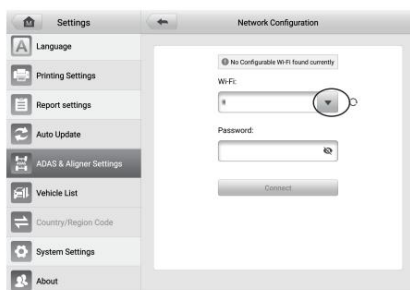 Settings
Network Configuration
Language
Printing Settings
Report settings
Auto Update
ADAS & Aligner Settings
Vehicle List
Country/Region Code
System Settings
About
No Configurable Wi-Fi found currently
Wi-Fi:
Password:
Connect